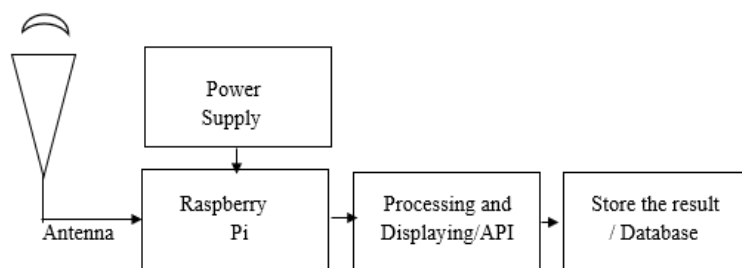 Power
Supply
Antenna
Raspberry
Pi
Processing and
Displaying/API
Store the result
/ Database